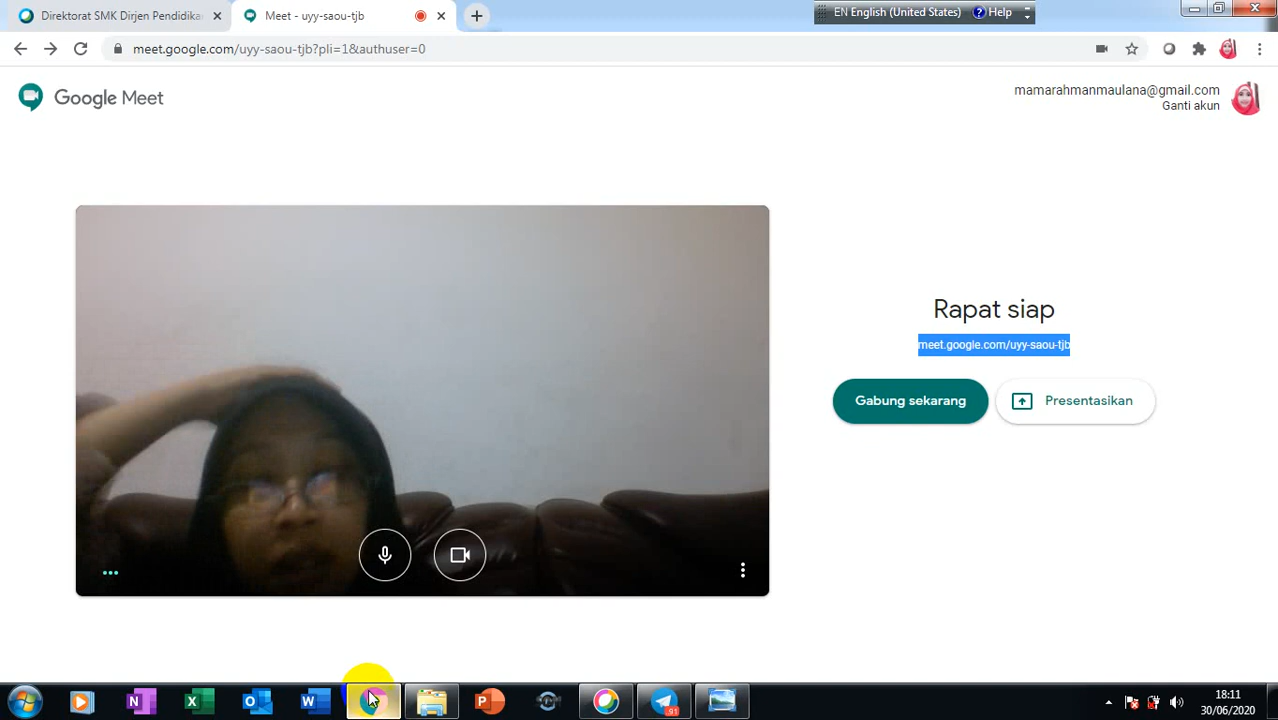 Direktorat SMK Dirjen Pendidika
Meet - uyy-saou-tjb
EN English (United States)
Help
meet.google.com/uyy-saou-tjb?pli=1&authuser=0
Google Meet
mamarahmanmaulana@gmail.com
Ganti akun
Rapat siap
meet.google.com/uyy-saou-tjb
Gabung sekarang
Presentasikan
91
18:11
30/06/2020